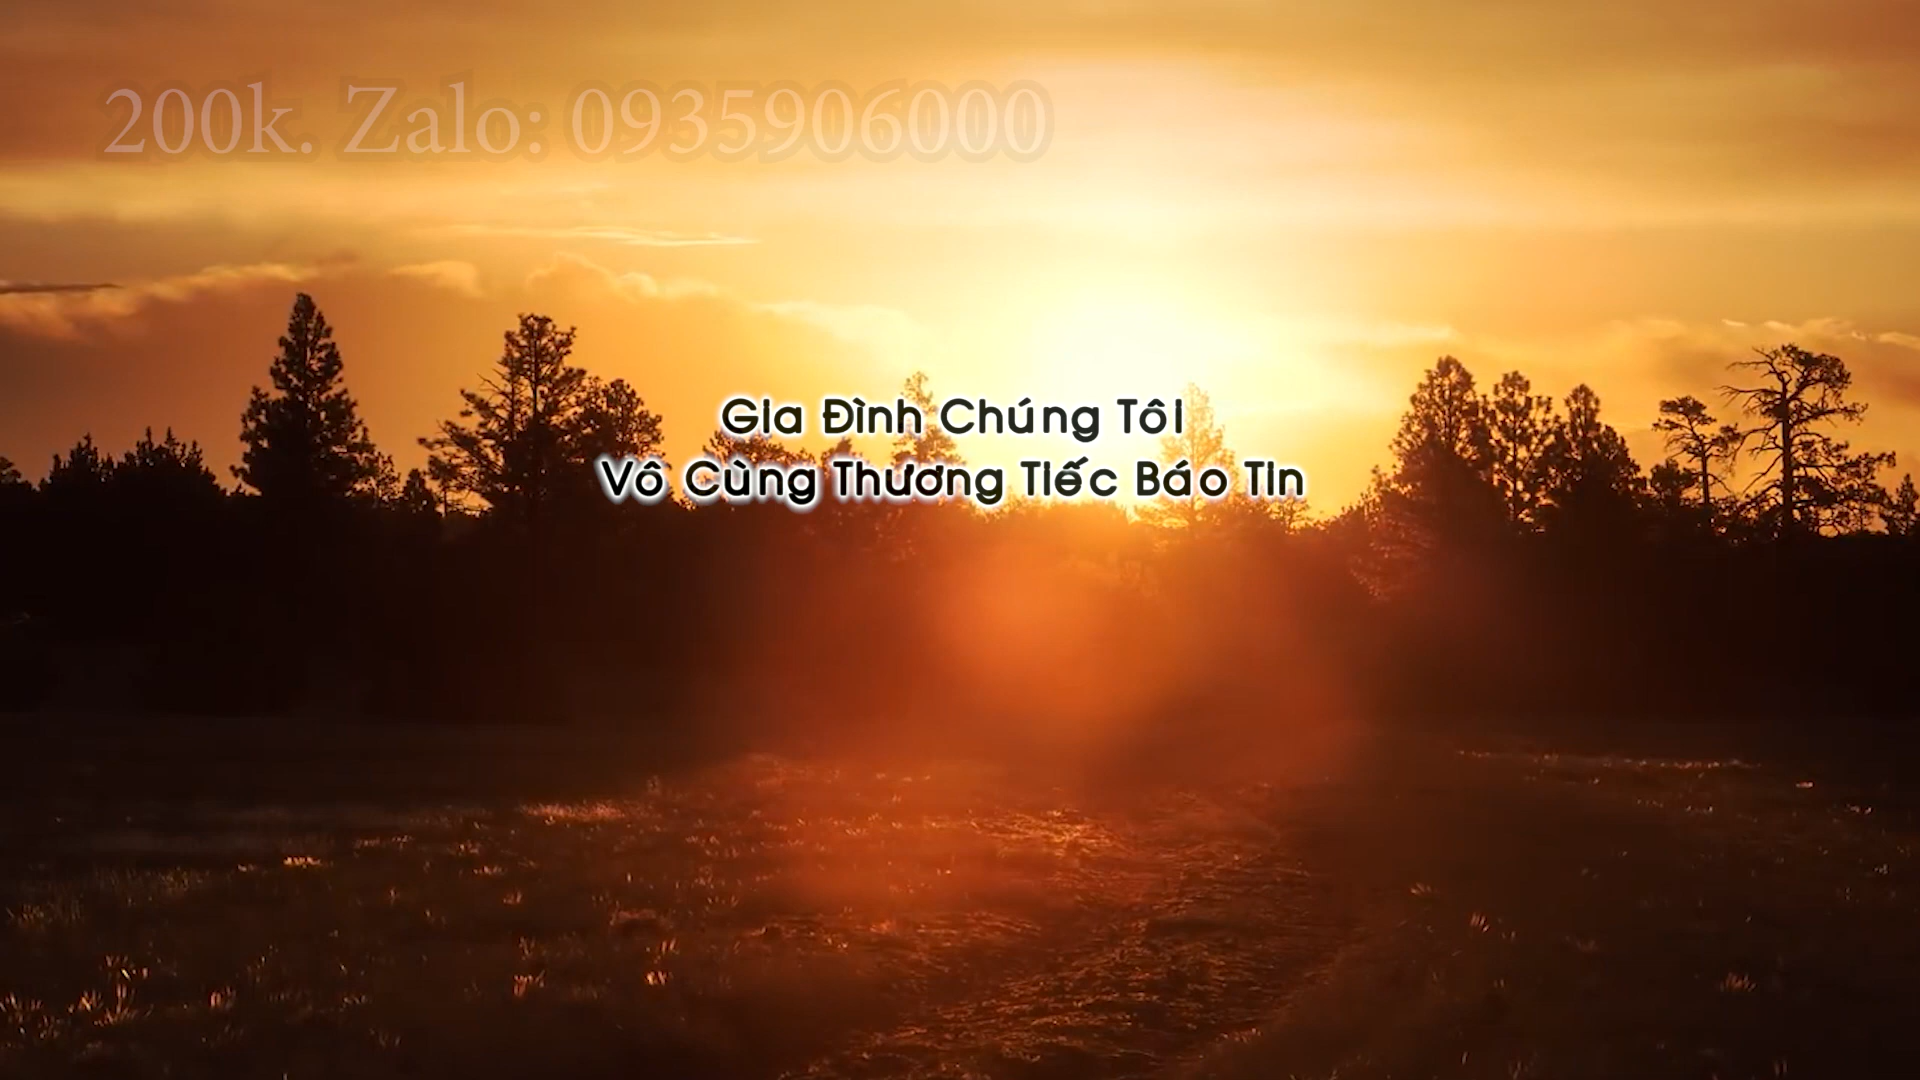 200k. Zalo: 0935906000
Gia Đình Chúng Tôi
Vô Cùng Thương Tiếc Báo Tin